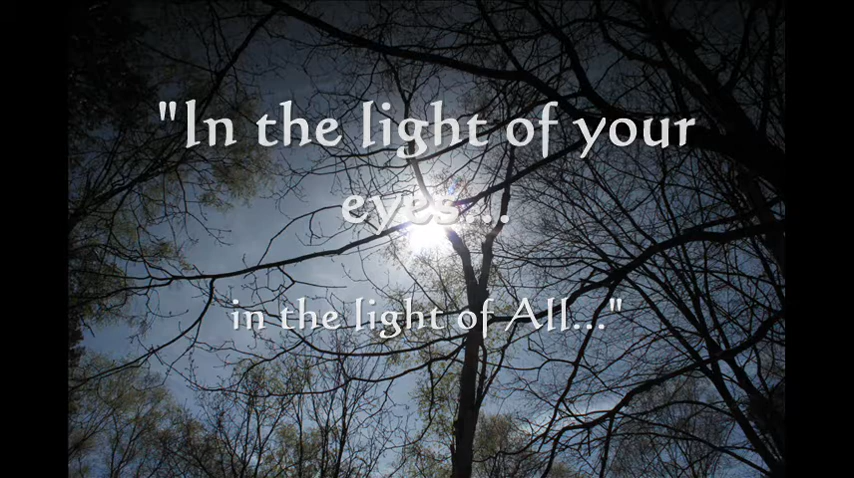 "In the light of your
eyes....
in the light of All..."